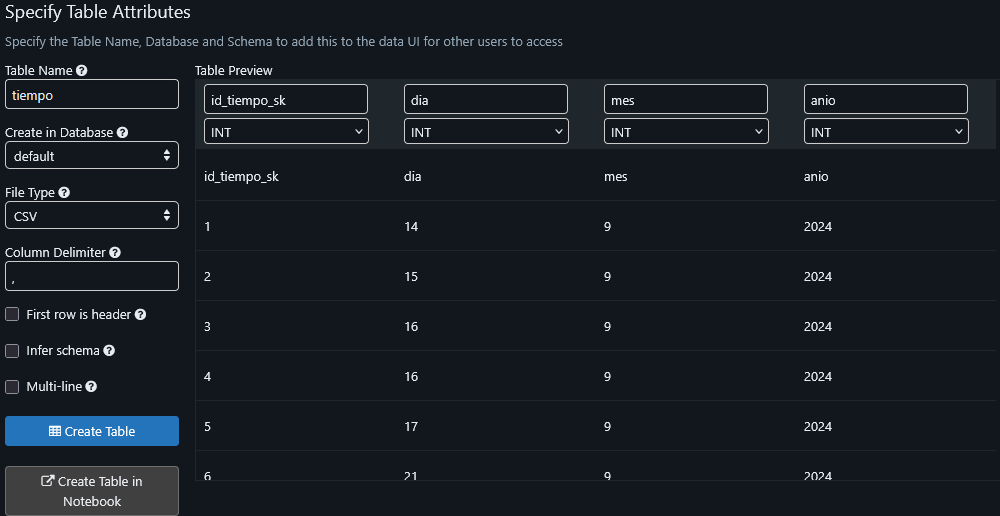 Specify Table Attributes
Specify the Table Name, Database and Schema to add this to the data UI for other users to access
Table Name
tiempo
Create in Database
default
File Type
CSV
Column Delimiter
,
First row is header
Infer schema
Multi-line
Create Table
Create Table in
Notebook
Table Preview
id_tiempo_sk dia mes anio
INT INT INT INT
id_tiempo_sk dia mes anio
1 14 9 2024
2 15 9 2024
3 16 9 2024
4 16 9 2024
5 17 9 2024
6 21 9 2024